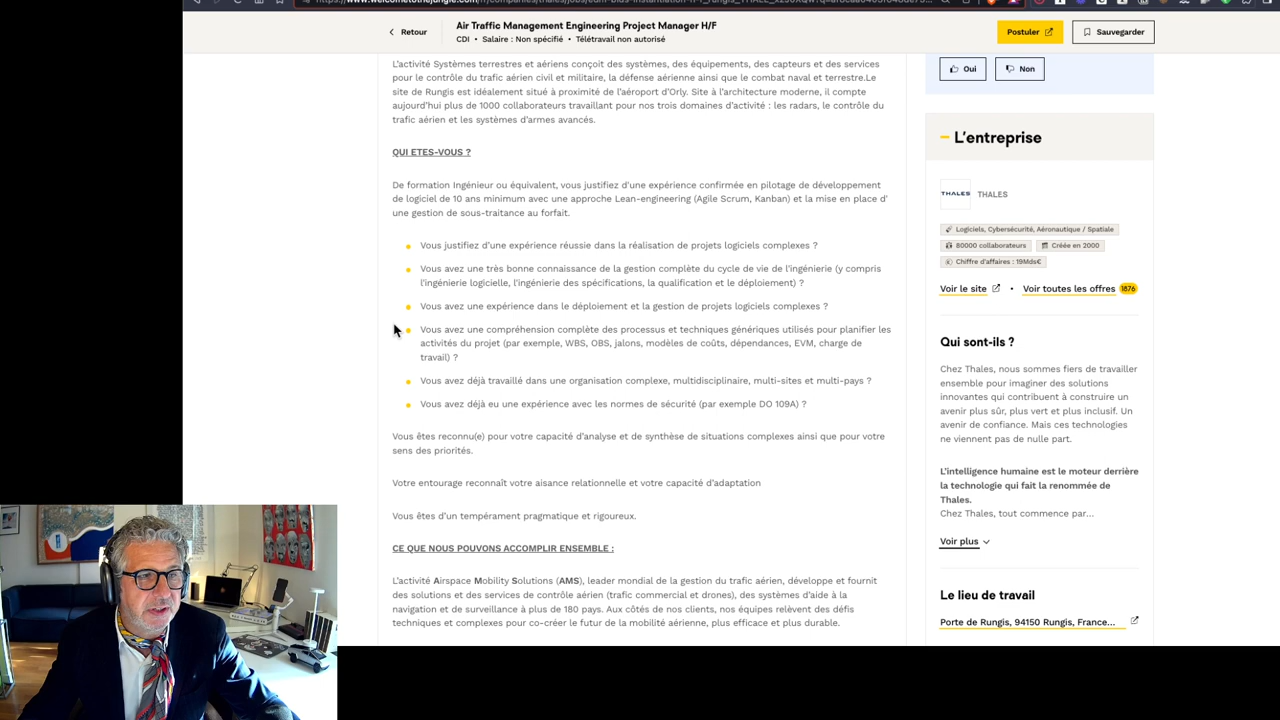 Retour
Air Traffic Management Engineering Project Manager H/F
CDI • Salaire : Non spécifié • Télétravail non autorisé
Postuler
Sauvegarder
L'activité Systèmes terrestres et aériens conçoit des systèmes, des équipements, des capteurs et des services
pour le contrôle du trafic aérien civil et militaire, la défense aérienne ainsi que le combat naval et terrestre.Le
site de Rungis est idéalement situé à proximité de l'aéroport d'Orly. Site à l'architecture moderne, il compte
aujourd'hui plus de 1000 collaborateurs travaillant pour nos trois domaines d'activité : les radars, le contrôle du
trafic aérien et les systèmes d'armes avancés.
QUI ETES-VOUS ?
De formation Ingénieur ou équivalent, vous justifiez d'une expérience confirmée en pilotage de développement
de logiciel de 10 ans minimum avec une approche Lean-engineering (Agile Scrum, Kanban) et la mise en place d'
une gestion de sous-traitance au forfait.
Vous justifiez d'une expérience réussie dans la réalisation de projets logiciels complexes ?
Vous avez une très bonne connaissance de la gestion complète du cycle de vie de l'ingénierie (y compris
l'ingénierie logicielle, l'ingénierie des spécifications, la qualification et le déploiement) ?
Vous avez une expérience dans le déploiement et la gestion de projets logiciels complexes ?
Vous avez une compréhension complète des processus et techniques génériques utilisés pour planifier les
activités du projet (par exemple, WBS, OBS, jalons, modèles de coûts, dépendances, EVM, charge de
travail) ?
Vous avez déjà travaillé dans une organisation complexe, multidisciplinaire, multi-sites et multi-pays ?
Vous avez déjà eu une expérience avec les normes de sécurité (par exemple DO 109A) ?
Vous êtes reconnu(e) pour votre capacité d'analyse et de synthèse de situations complexes ainsi que pour votre
sens des priorités.
Votre entourage reconnaît votre aisance relationnelle et votre capacité d'adaptation
Vous êtes d'un tempérament pragmatique et rigoureux.
CE QUE NOUS POUVONS ACCOMPLIR ENSEMBLE :
L'activité Airspace Mobility Solutions (AMS), leader mondial de la gestion du trafic aérien, développe et fournit
des solutions et des services de contrôle aérien (trafic commercial et drones), des systèmes d'aide à la
navigation et de surveillance à plus de 180 pays. Aux côtés de nos clients, nos équipes relèvent des défis
techniques et complexes pour co-créer le futur de la mobilité aérienne, plus efficace et plus durable.
Oui
Non
L'entreprise
THALES
THALES
Logiciels, Cybersécurité, Aéronautique / Spatiale
80000 collaborateurs
Créée en 2000
Chiffre d'affaires : 19Mds€
Voir le site • Voir toutes les offres 1876
Qui sont-ils ?
Chez Thales, nous sommes fiers de travailler
ensemble pour imaginer des solutions
innovantes qui contribuent à construire un
avenir plus sûr, plus vert et plus inclusif. Un
avenir de confiance. Mais ces technologies
ne viennent pas de nulle part.
L'intelligence humaine est le moteur derrière
la technologie qui fait la renommée de
Thales.
Chez Thales, tout commence par...
Voir plus
Le lieu de travail
Porte de Rungis, 94150 Rungis, France...